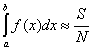 ∫_a^b f(x)dx ≈ S/N